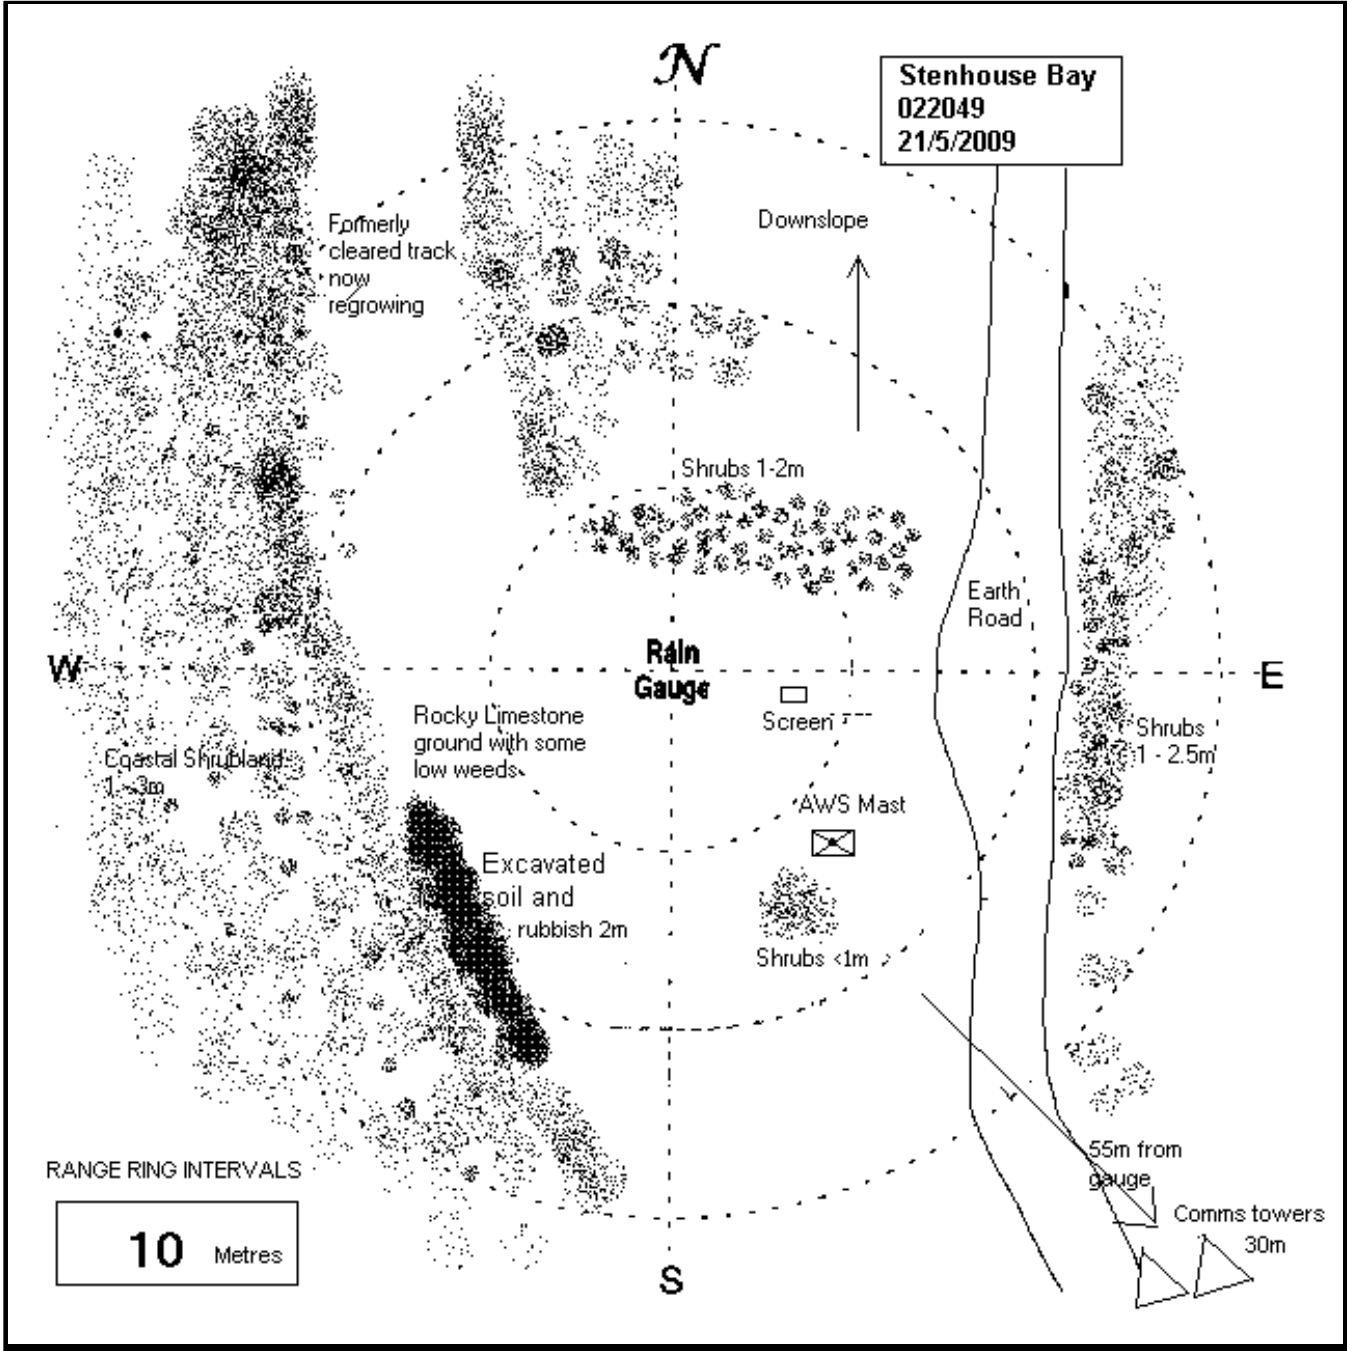 N
Stenhouse Bay
022049
21/5/2009
Formerly
cleared track
now
regrowing
Downslope
Shrubs 1-2m
Earth
Road
W
Rain
Gauge
E
Screen
Rocky Limestone
ground with some
low weeds
Shrubs
1 - 2.5m
Coastal Shrubland
1 - 3m
AWS Mast
Excavated
soil and
rubbish 2m
Shrubs <1m
55m from
gauge
RANGE RING INTERVALS
10 Metres
Comms towers
30m
S